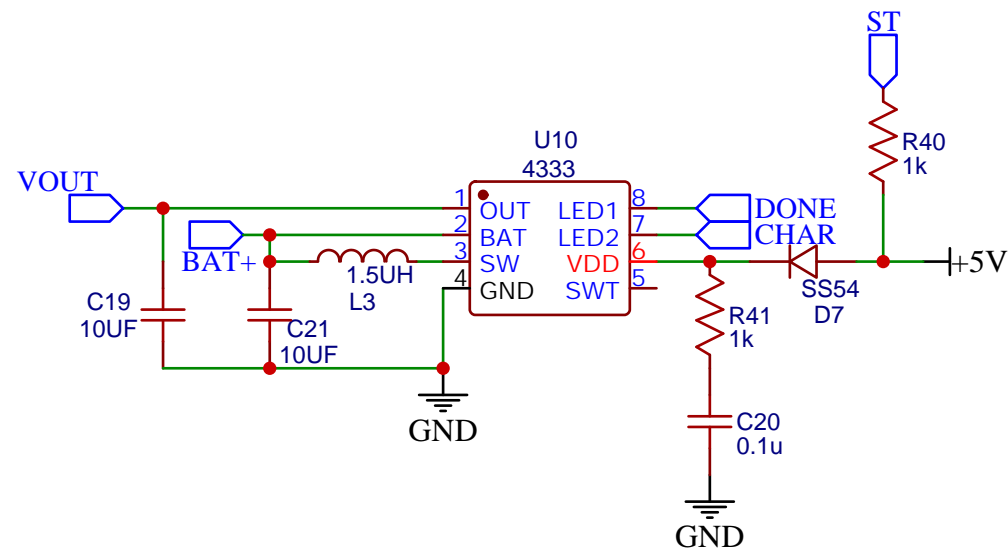 ST
R40
1k
U10
4333
VOUT
1
OUT
LED1
8
DONE
2
BAT
LED2
7
CHAR
BAT+
3
SW
VDD
6
+5V
1.5UH
L3
4
GND
SWT
5
SS54
D7
C19
10UF
C21
10UF
R41
1k
GND
C20
0.1u
GND